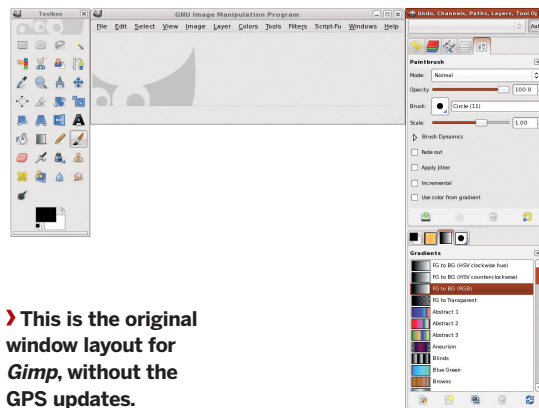 Toolbox
GNU Image Manipulation Program
File Edit Select View Image Layer Colors Tools Filters Script-Fu Windows Help
Undo, Channels, Paths, Layers, Tool Op
Aut
Paintbrush
Mode: Normal
Opacity: 100.0
Brush: Circle (11)
Scale: 1.00
Brush Dynamics
Fade out
Apply Jitter
Incremental
Use color from gradient
Gradients
FG to BG (HSV clockwise hue)
FG to BG (HSV counter-clockwise)
FG to BG (RGB)
FG to Transparent
Abstract 1
Abstract 2
Abstract 3
Aneurism
Blinds
Blue Green
Browns
This is the original
window layout for
Gimp, without the
GPS updates.